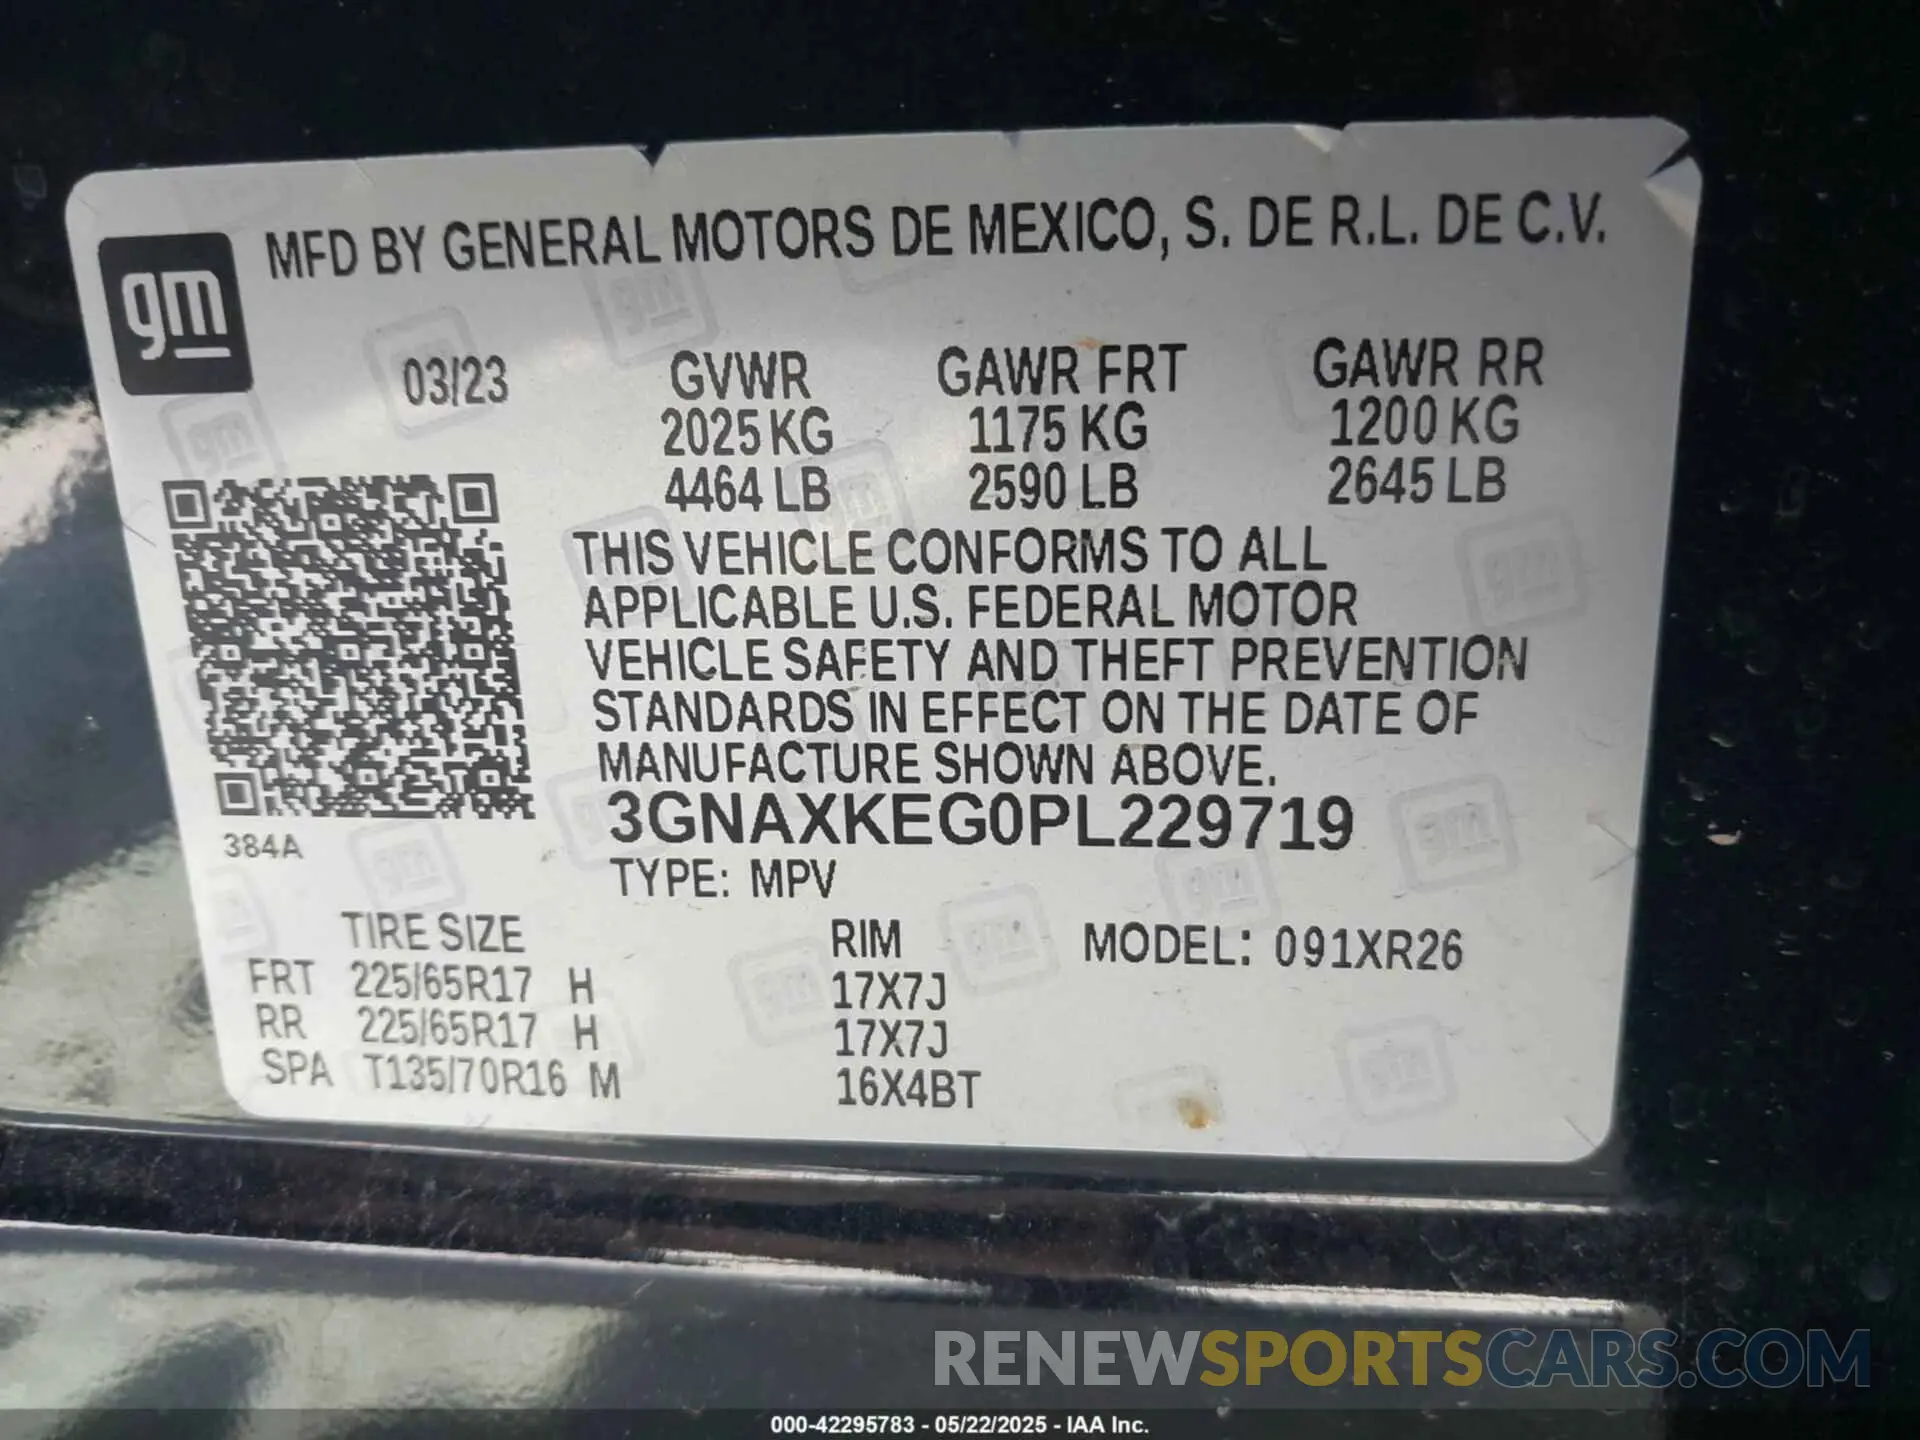 MFD BY GENERAL MOTORS DE MEXICO, S. DE R.L. DE C.V.
gm
03/23 GVWR GAWR FRT GAWR RR
2025 KG 1175 KG 1200 KG
4464 LB 2590 LB 2645 LB
THIS VEHICLE CONFORMS TO ALL
APPLICABLE U.S. FEDERAL MOTOR
VEHICLE SAFETY AND THEFT PREVENTION
STANDARDS IN EFFECT ON THE DATE OF
MANUFACTURE SHOWN ABOVE.
3GNAXKEG0PL229719
384A
TYPE: MPV
TIRE SIZE RIM MODEL: 091XR26
FRT 225/65R17 H 17X7J
RR 225/65R17 H 17X7J
SPA T135/70R16 M 16X4BT
RENEWSPORTSCARS.COM
000-42295783 - 05/22/2025 - IAA Inc.